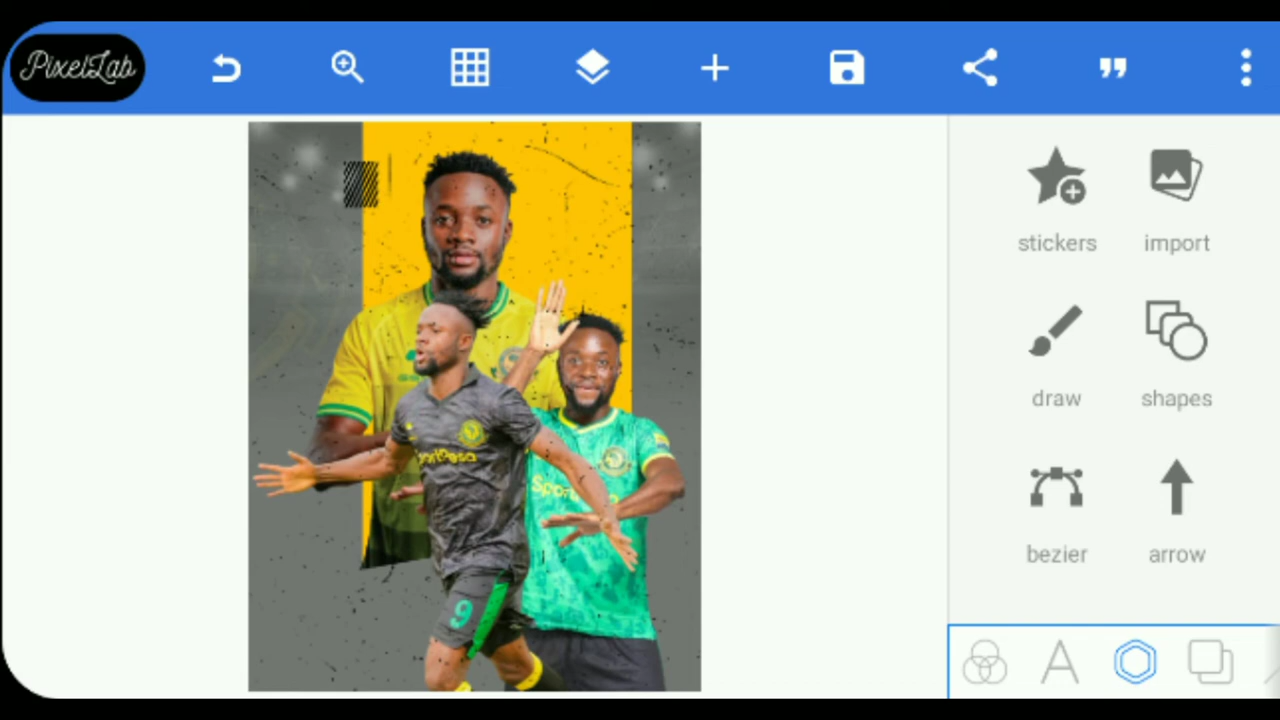 PixelLab
stickers
import
draw
shapes
bezier
arrow
SportPesa
9